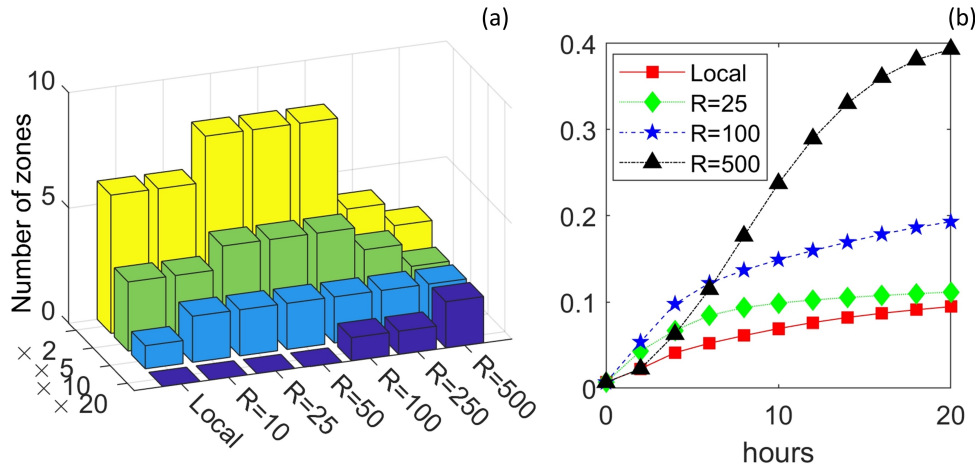 (a)
Number of zones
10
5
0
× 2
× 5
× 10
× 20
Local
R=10
R=25
R=50
R=100
R=250
R=500
(b)
0.4
0.3
0.2
0.1
0
0
10
20
hours
Local
R=25
R=100
R=500